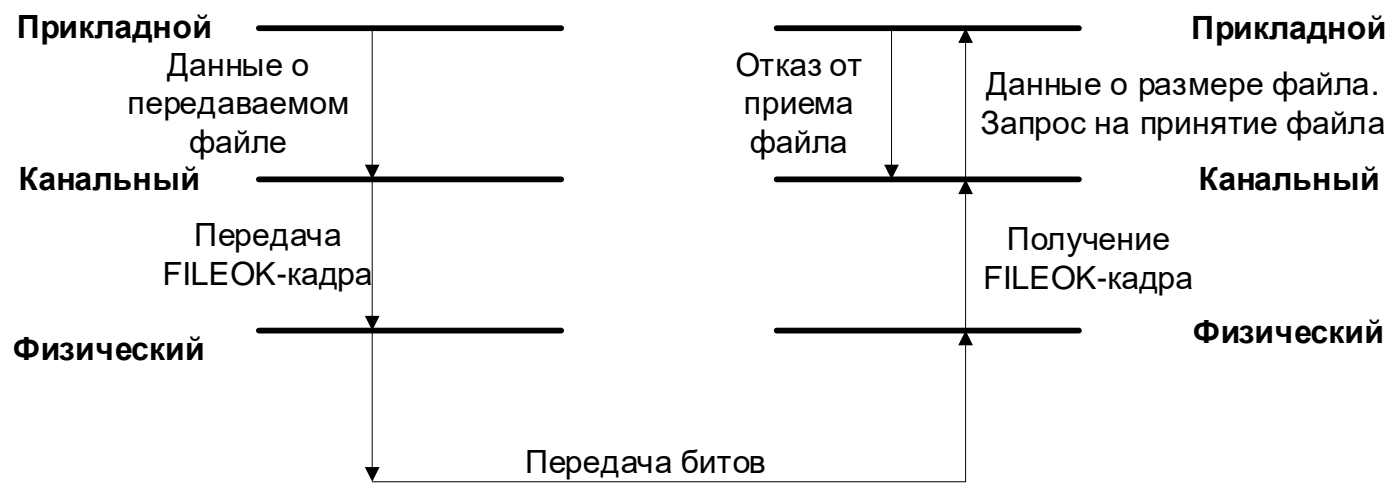 Прикладной
Прикладной
Данные о
передаваемом
файле
Отказ от
приема
файла
Данные о размере файла.
Запрос на принятие файла
Канальный
Канальный
Передача
FILEOK-кадра
Получение
FILEOK-кадра
Физический
Физический
Передача битов